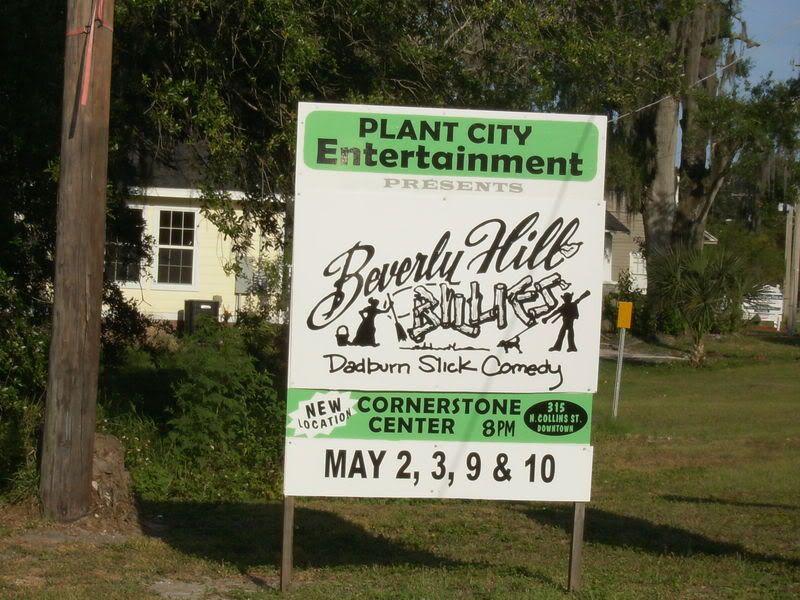 PLANT CITY
Entertainment
PRESENTS
Beverly Hill
BILLIES
Dadburn Slick Comedy
NEW
LOCATION
CORNERSTONE
CENTER 8PM
315
N. COLLINS ST.
DOWNTOWN
MAY 2, 3, 9 & 10